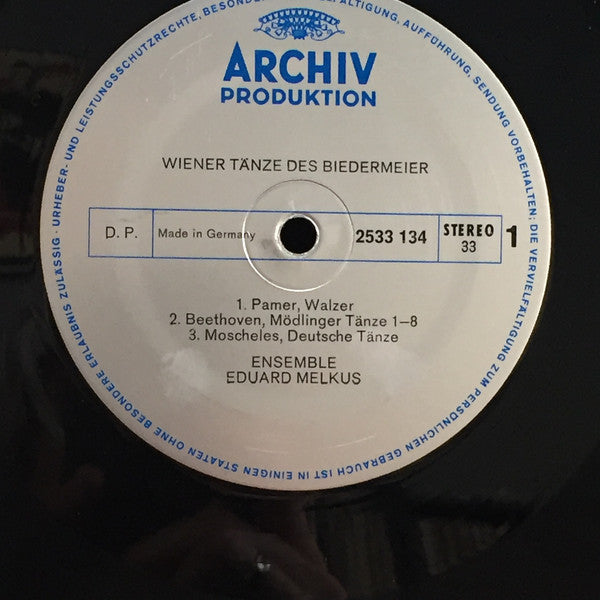 ARCHIV
PRODUKTION
WIENER TÄNZE DES BIEDERMEIER
D. P.
Made in Germany
2533 134
STEREO
33
1
1. Pamer, Walzer
2. Beethoven, Mödlinger Tänze 1–8
3. Moscheles, Deutsche Tänze
ENSEMBLE
EDUARD MELKUS
URHEBER- UND LEISTUNGSSCHUTZRECHTE, BESONDE
FÄLTIGUNG, AUFFÜHRUNG, SENDUNG VORBEHALTEN; DIE VERVIELFÄLTIGUNG ZUM PERSÖNLICHEN GEBRAUCH IST IN EINIGEN STAATEN OHNE BESONDERE ERLAUBNIS ZULÄSSIG ·